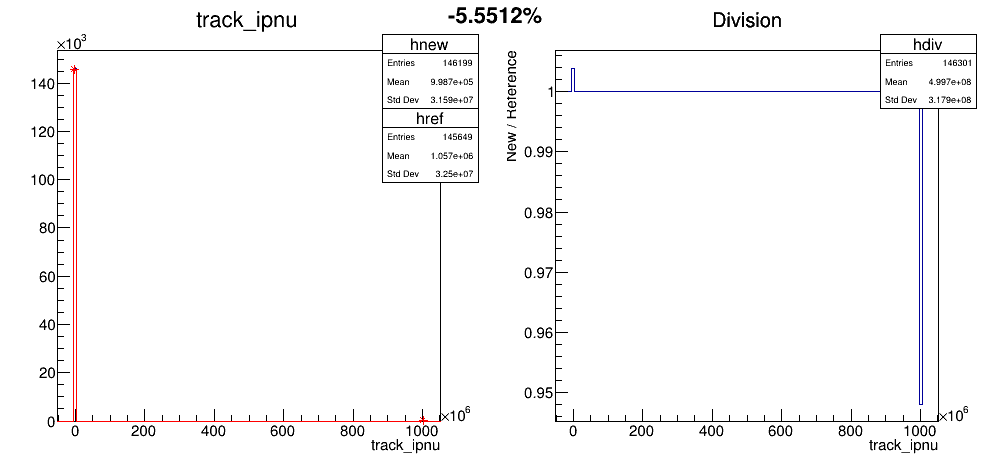 -5.5512%
track_ipnu
×10³
140
120
100
80
60
40
20
0
0 200 400 600 800 1000
×10⁶
track_ipnu
hnew
Entries 146199
Mean 9.987e+05
Std Dev 3.159e+07
href
Entries 145649
Mean 1.057e+06
Std Dev 3.25e+07
Division
New / Reference
1
0.99
0.98
0.97
0.96
0.95
0 200 400 600 800 1000
×10⁶
track_ipnu
hdiv
Entries 146301
Mean 4.997e+08
Std Dev 3.179e+08